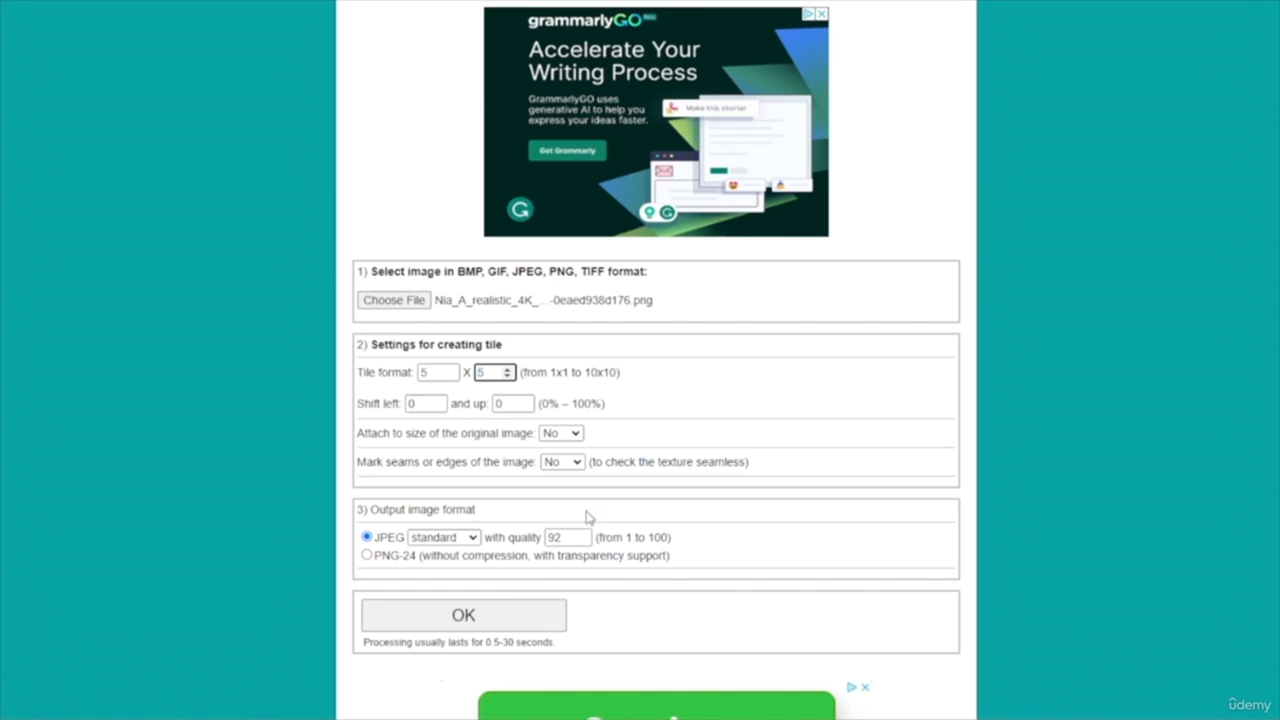 grammarlyGO Beta
Accelerate Your
Writing Process
GrammarlyGO uses
generative AI to help you
express your ideas faster.
Make this shorter
Get Grammarly
1) Select image in BMP, GIF, JPEG, PNG, TIFF format:
Choose File Nia_A_realistic_4K_...-0eaed938d176.png
2) Settings for creating tile
Tile format: 5 X 5 (from 1x1 to 10x10)
Shift left: 0 and up: 0 (0% – 100%)
Attach to size of the original image: No
Mark seams or edges of the image: No (to check the texture seamless)
3) Output image format
JPEG standard with quality 92 (from 1 to 100)
PNG-24 (without compression, with transparency support)
OK
Processing usually lasts for 0.5-30 seconds.
ûdemy